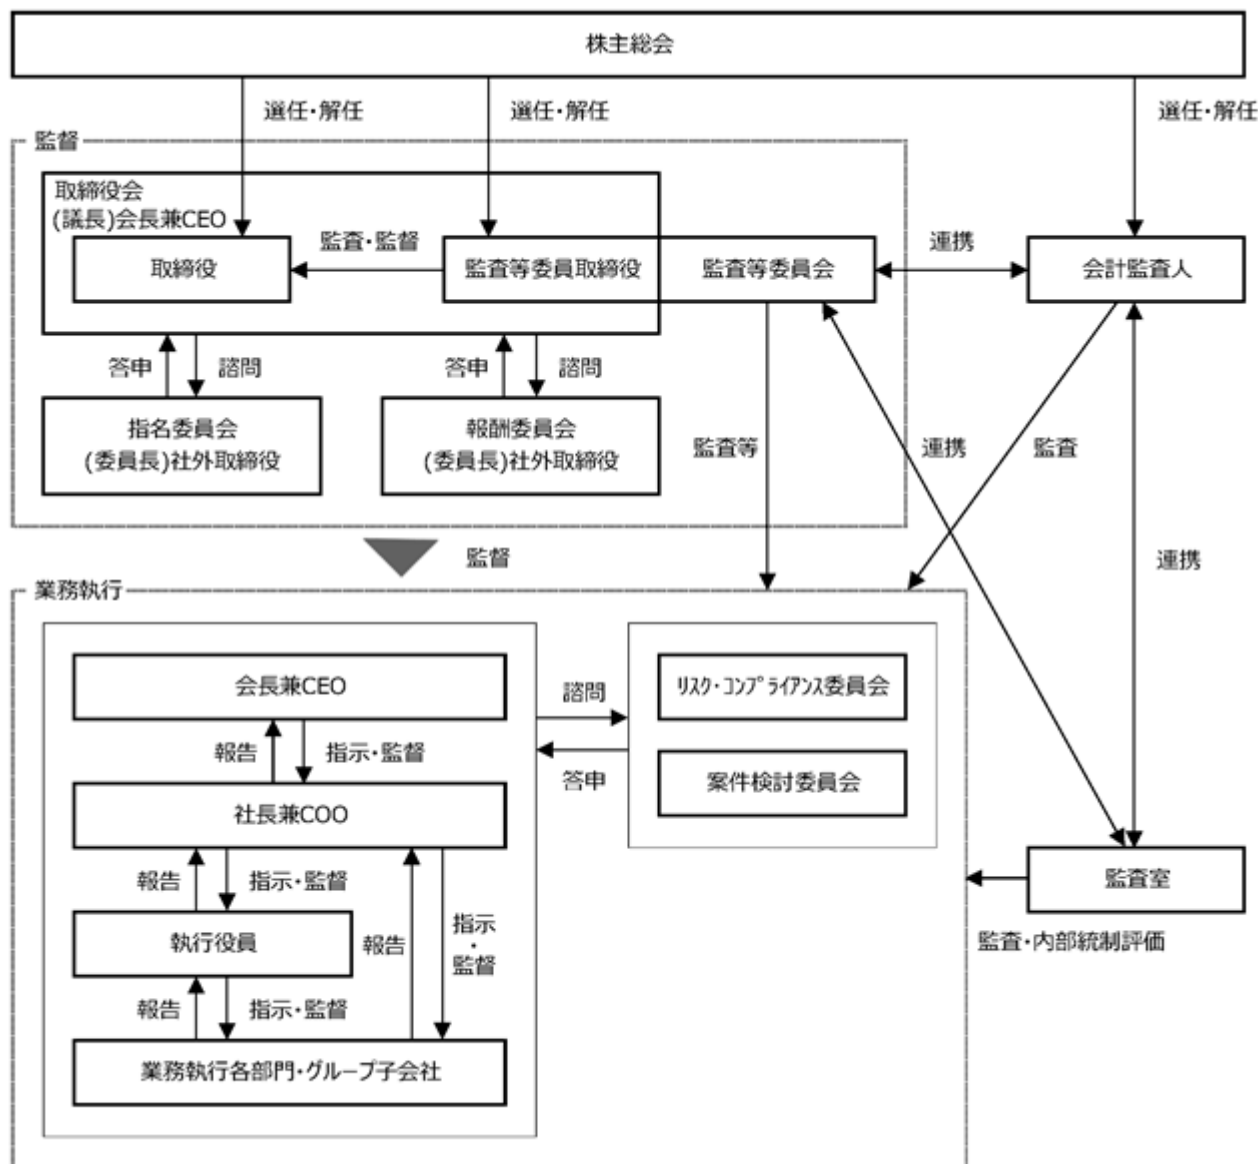 株主総会
選任・解任
選任・解任
選任・解任
監督
取締役会
(議長)会長兼CEO
取締役
監査・監督
監査等委員取締役
監査等委員会
連携
会計監査人
答申
諮問
答申
諮問
指名委員会
(委員長)社外取締役
報酬委員会
(委員長)社外取締役
監査等
連携
監査
監督
連携
業務執行
会長兼CEO
諮問
リスク・コンプライアンス委員会
報告
指示・監督
答申
案件検討委員会
社長兼COO
報告
指示・監督
監査室
執行役員
報告
指示
・
監督
監査・内部統制評価
報告
指示・監督
業務執行各部門・グループ子会社